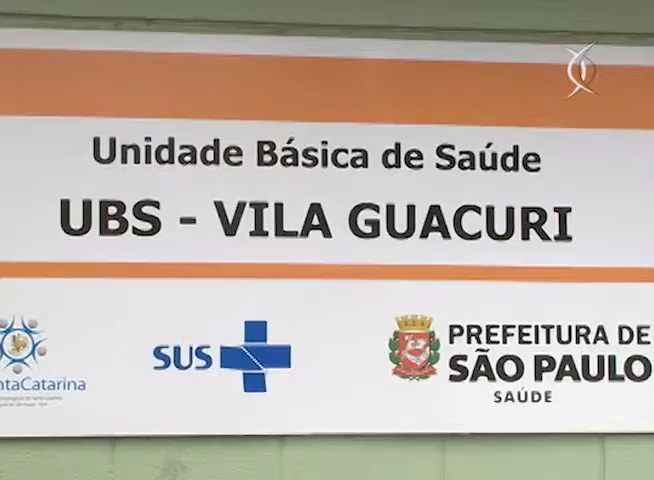 Unidade Básica de Saúde
UBS - VILA GUACURI
ntaCatarina
SUS
PREFEITURA DE
SÃO PAULO
SAÚDE